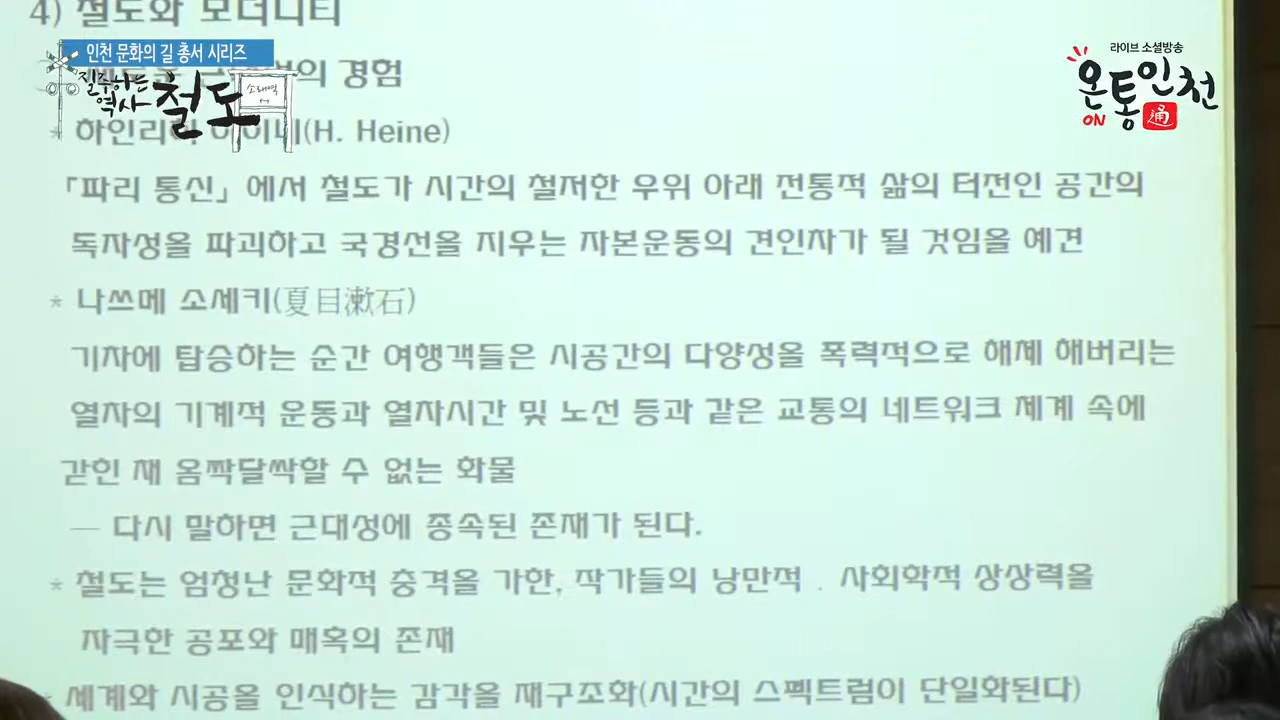 4) 철도와 모더니티
인천 문화의 길 총서 시리즈
질주하는 역사 철도
소래역
라이브 소셜방송
온통인천
ON 通
의 경험
* 하인리히 하이네(H. Heine)
「파리 통신」 에서 철도가 시간의 철저한 우위 아래 전통적 삶의 터전인 공간의
독자성을 파괴하고 국경선을 지우는 자본운동의 견인차가 될 것임을 예견
* 나쓰메 소세키(夏目漱石)
기차에 탑승하는 순간 여행객들은 시공간의 다양성을 폭력적으로 해체 해버리는
열차의 기계적 운동과 열차시간 및 노선 등과 같은 교통의 네트워크 체계 속에
갇힌 채 옴짝달싹할 수 없는 화물
— 다시 말하면 근대성에 종속된 존재가 된다.
* 철도는 엄청난 문화적 충격을 가한, 작가들의 낭만적 . 사회학적 상상력을
자극한 공포와 매혹의 존재
* 세계와 시공을 인식하는 감각을 재구조화(시간의 스펙트럼이 단일화된다)